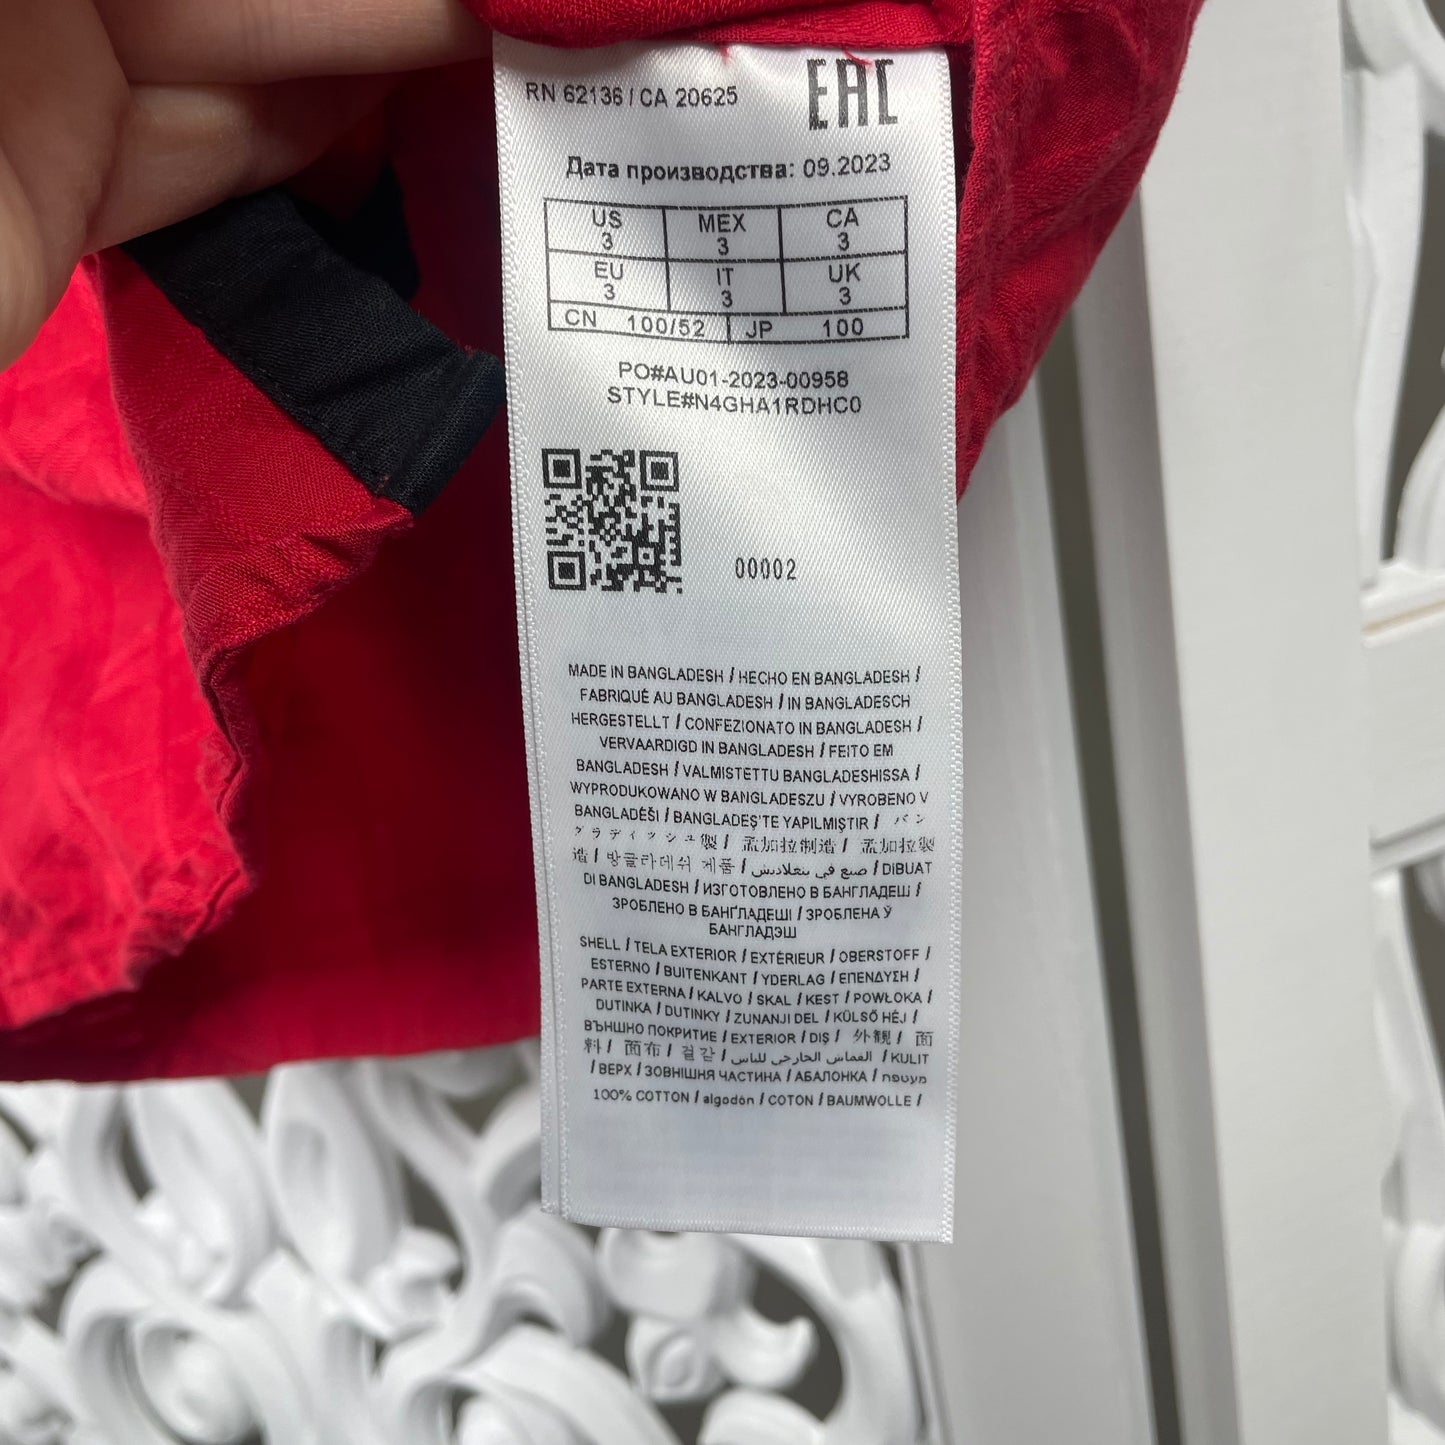 RN 62136 / CA 20625
EAC
Дата производства: 09.2023
US MEX CA
3 3 3
EU IT UK
3 3 3
CN 100/52 JP 100
PO#AU01-2023-00958
STYLE#N4GHA1RDHC0
00002
MADE IN BANGLADESH / HECHO EN BANGLADESH /
FABRIQUÉ AU BANGLADESH / IN BANGLADESCH
HERGESTELLT / CONFEZIONATO IN BANGLADESH /
VERVAARDIGD IN BANGLADESH / FEITO EM
BANGLADESH / VALMISTETTU BANGLADESHISSA /
WYPRODUKOWANO W BANGLADESZU / VYROBENO V
BANGLADÉŠI / BANGLADEŞ'TE YAPILMIŞTIR / バン
グラディッシュ製 / 孟加拉制造 / 孟加拉製
造 / 방글라데쉬 제품 / صنع في بنغلاديش / DIBUAT
DI BANGLADESH / ИЗГОТОВЛЕНО В БАНГЛАДЕШ /
ЗРОБЛЕНО В БАНГЛАДЕШІ / ЗРОБЛЕНА Ў
БАНГЛАДЭШ
SHELL / TELA EXTERIOR / EXTÉRIEUR / OBERSTOFF /
ESTERNO / BUITENKANT / YDERLAG / ΕΠΕΝΔΥΣΗ /
PARTE EXTERNA / KALVO / SKAL / KEST / POWŁOKA /
DUTINKA / DUTINKY / ZUNANJI DEL / KÜLSŐ HÉJ /
ВЪНШНО ПОКРИТИЕ / EXTERIOR / DIŞ / 外観 / 面
料 / 面布 / 겉감 / القماش الخارجي للباس / KULIT
/ ВЕРХ / ЗОВНІШНЯ ЧАСТИНА / АБАЛОНКА / מעטפת
100% COTTON / algodón / COTON / BAUMWOLLE /